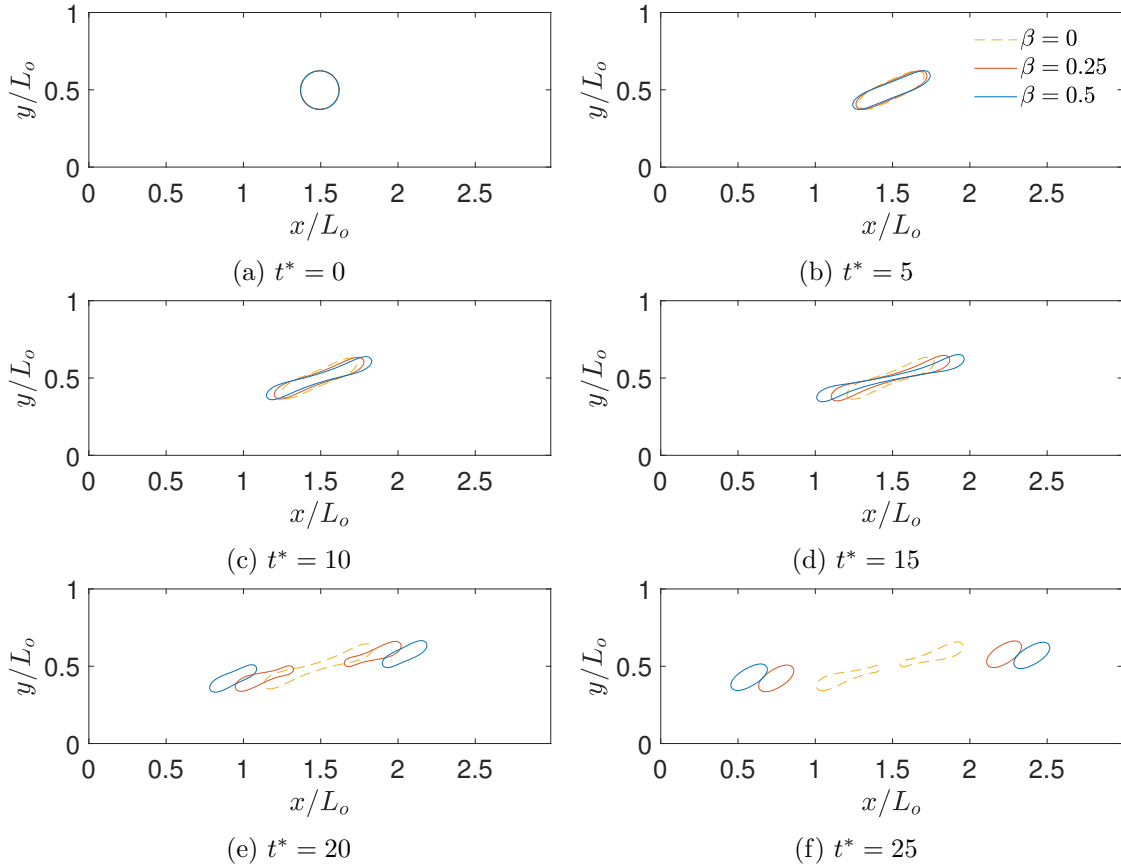 1
0.5
0
y/L_o
0 0.5 1 1.5 2 2.5
x/L_o
(a) t* = 0
1
0.5
0
y/L_o
β = 0
β = 0.25
β = 0.5
0 0.5 1 1.5 2 2.5
x/L_o
(b) t* = 5
1
0.5
0
y/L_o
0 0.5 1 1.5 2 2.5
x/L_o
(c) t* = 10
1
0.5
0
y/L_o
0 0.5 1 1.5 2 2.5
x/L_o
(d) t* = 15
1
0.5
0
y/L_o
0 0.5 1 1.5 2 2.5
x/L_o
(e) t* = 20
1
0.5
0
y/L_o
0 0.5 1 1.5 2 2.5
x/L_o
(f) t* = 25